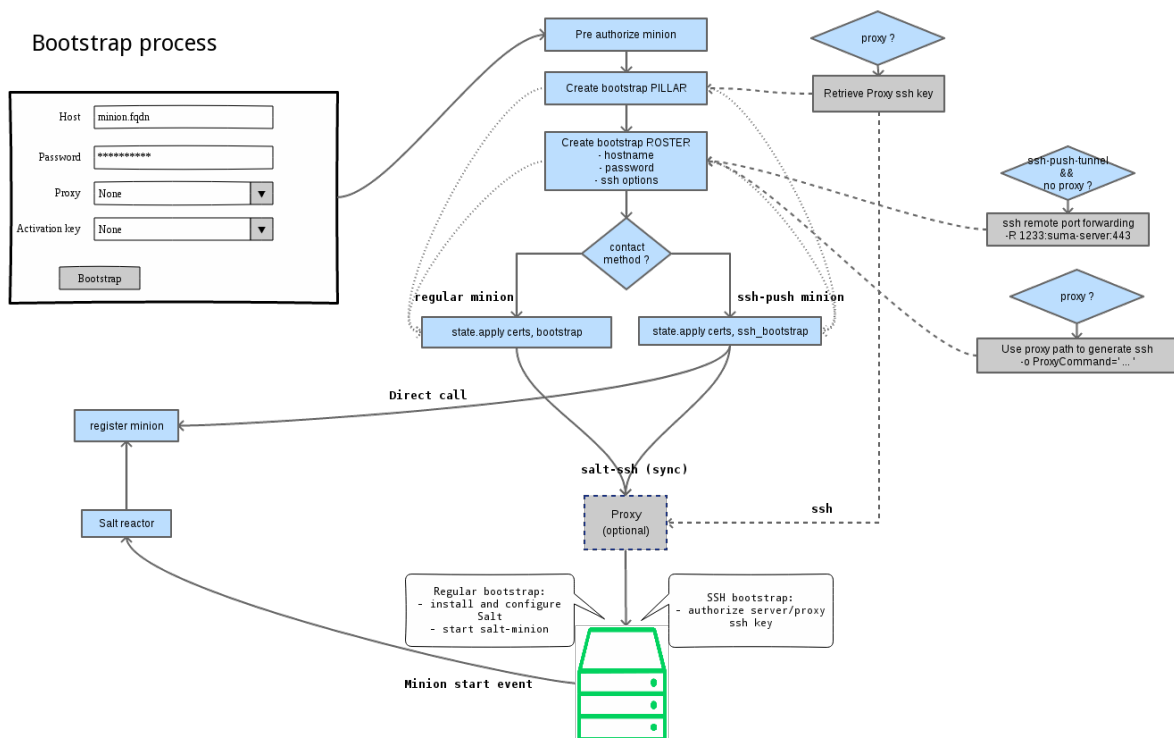 Bootstrap process
Host
minion.fqdn
Password
**********
Proxy
None
Activation key
None
Bootstrap
Pre authorize minion
Create bootstrap PILLAR
Create bootstrap ROSTER
- hostname
- password
- ssh options
contact
method ?
regular minion
ssh-push minion
state.apply certs, bootstrap
state.apply certs, ssh_bootstrap
proxy ?
Retrieve Proxy ssh key
ssh-push-tunnel
&&
no proxy ?
ssh remote port forwarding
-R 1233:suma-server:443
proxy ?
Use proxy path to generate ssh
-o ProxyCommand=' ... '
Direct call
register minion
salt-ssh (sync)
Proxy
(optional)
ssh
Salt reactor
Regular bootstrap:
- install and configure
Salt
- start salt-minion
SSH bootstrap:
- authorize server/proxy
ssh key
Minion start event